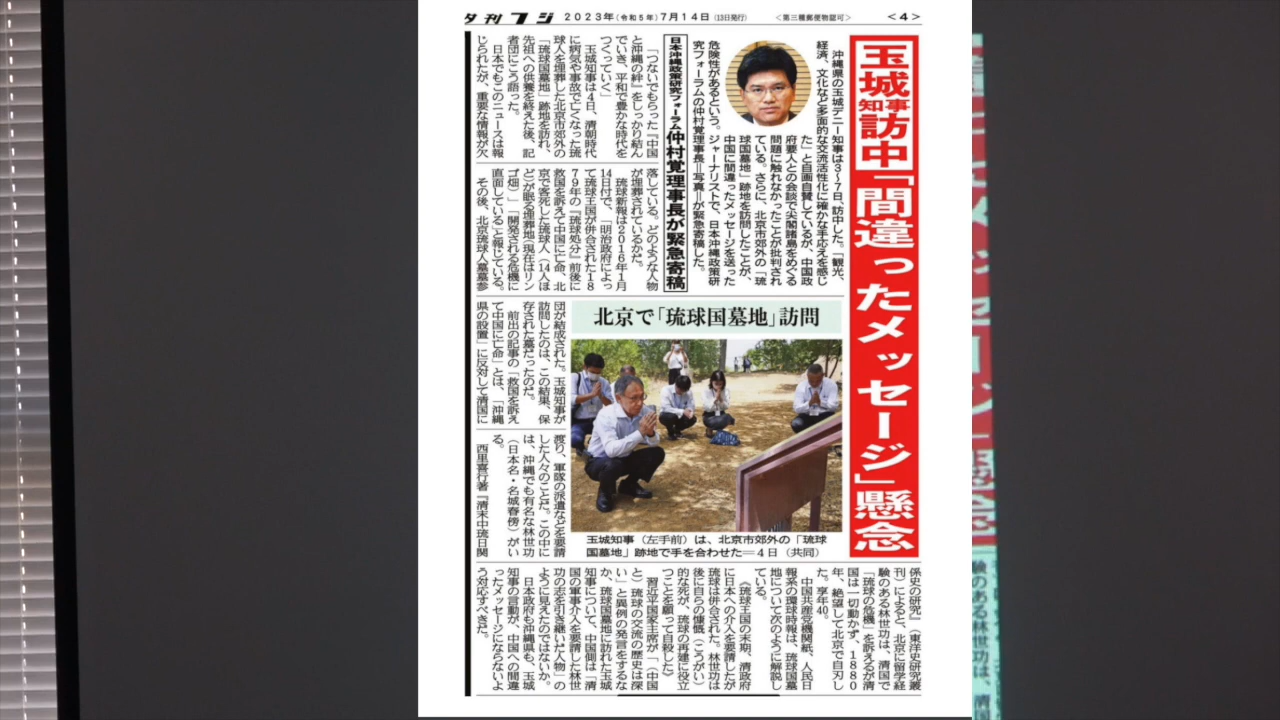 夕刊フジ 2023年(令和5年)7月14日(13日発行) <第三種郵便物認可> <4>
玉城知事訪中「間違ったメッセージ」懸念
沖縄県の玉城デニー知事は3〜7日、訪中した。「観光、
経済、文化など多面的な交流活性化に確かな手応えを感じ
た」と自画自賛しているが、中国政
府要人との会談で尖閣諸島をめぐる
問題に触れなかったことが批判され
ている。さらに、北京市郊外の「琉
球国墓地」跡地を訪問したことが、
中国に間違ったメッセージを送った
危険性があるという。ジャーナリストで、日本沖縄政策研
究フォーラムの仲村覚理事長＝写真＝が緊急寄稿した。
日本沖縄政策研究フォーラム 仲村覚理事長が緊急寄稿
「つないでもらった『中国
と沖縄の絆』をしっかり結ん
でいき、平和で豊かな時代を
つくっていく」
玉城知事は4日、清朝時代
に病気や事故で亡くなった琉
球人を埋葬した北京市郊外の
「琉球国墓地」跡地を訪れ、
先祖への供養を終えた後、記
者団にこう語った。
日本でもこのニュースは報
じられたが、重要な情報が欠
落している。どのような人物
が埋葬されているかだ。
琉球新報は2016年1月
14日付で、「明治政府によっ
て琉球王国が併合された18
79年の『琉球処分』前後に
救国を訴えて中国に亡命、北
京で客死した琉球人(14人ほ
ど)が眠る埋葬地(現在はリン
ゴ畑)」「開発される危機に
直面している」と報じている。
その後、北京琉球人墓墓参
団が結成された。玉城知事が
訪問したのは、この結果、保
存された墓だったのだ。
前出の記事の「救国を訴え
て中国に亡命」とは、「沖縄
県の設置」に反対して清国に
渡り、軍隊の派遣などを要請
した人々のことだ。この中に
は、沖縄でも有名な林世功
(日本名・名城春傍)がい
る。
西里喜行著『清末中琉日関
係史の研究』(東洋史研究叢
刊)によると、北京に留学経
験のある林世功は、清国で
「琉球の危機」を訴えるが清
国は一切動かず、1880
年、絶望して北京で自刃し
た。享年40。
中国共産党機関紙、人民日
報系の環球時報は、琉球国墓
地について次のように解説し
ている。
《琉球王国の末期、清政府
に日本への介入を要請したが
琉球は併合された。林世功は
後に自らの慷慨(こうがい)
的な死が、琉球の再建に役立
つことを願って自殺した》
習近平国家主席が「(中国
と)琉球の交流の歴史は深
い」と異例の発言をするな
か、琉球国墓地に訪れた玉城
知事について、中国側は「清
国の軍事介入を要請した林世
功の志を引き継いだ人物」の
ように見えたのではないか。
日本政府も沖縄県も、玉城
知事の言動が、中国への間違
ったメッセージにならないよ
う対応すべきだ。
北京で「琉球国墓地」訪問
玉城知事(左手前)は、北京市郊外の「琉球
国墓地」跡地で手を合わせた＝4日(共同)
験のある林世功は、清